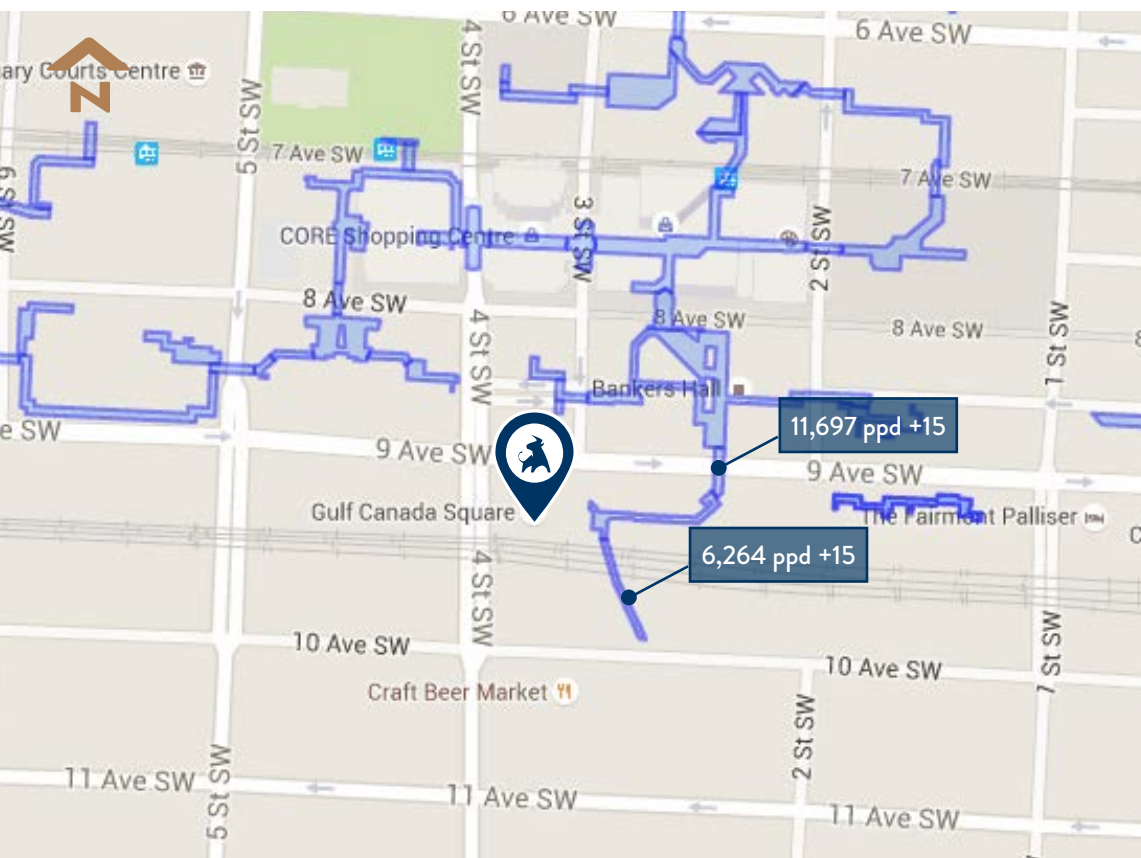 6 Ave SW
6 Ave SW
4 St SW
ary Courts Centre
N
5 St SW
7 Ave SW
7 Ave SW
6 S SW
3 St SW
CORE Shopping Centre
2 St SW
8 Ave SW
8 Ave SW
8 Ave SW
4 St SW
1 St SW
Bankers Hall
11,697 ppd +15
e SW
9 Ave SW
9 Ave SW
Gulf Canada Square
The Fairmont Palliser
C
6,264 ppd +15
4 St SW
10 Ave SW
10 Ave SW
1 St SW
Craft Beer Market
2 St SW
5 St SW
11 Ave SW
11 Ave SW
11 Ave SW